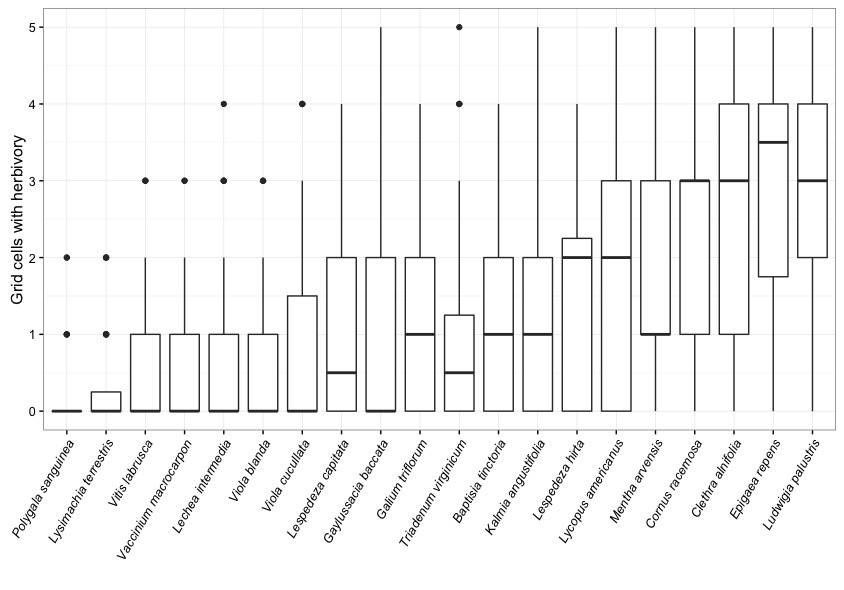 Grid cells with herbivory
5
4
3
2
1
0
Polygala sanguinea
Lysimachia terrestris
Vitis labrusca
Vaccinium macrocarpon
Lechea intermedia
Viola blanda
Viola cucullata
Lespedeza capitata
Gaylussacia baccata
Galium triflorum
Triadenum virginicum
Baptisia tinctoria
Kalmia angustifolia
Lespedeza hirta
Lycopus americanus
Mentha arvensis
Cornus racemosa
Clethra alnifolia
Epigaea repens
Ludwigia palustris